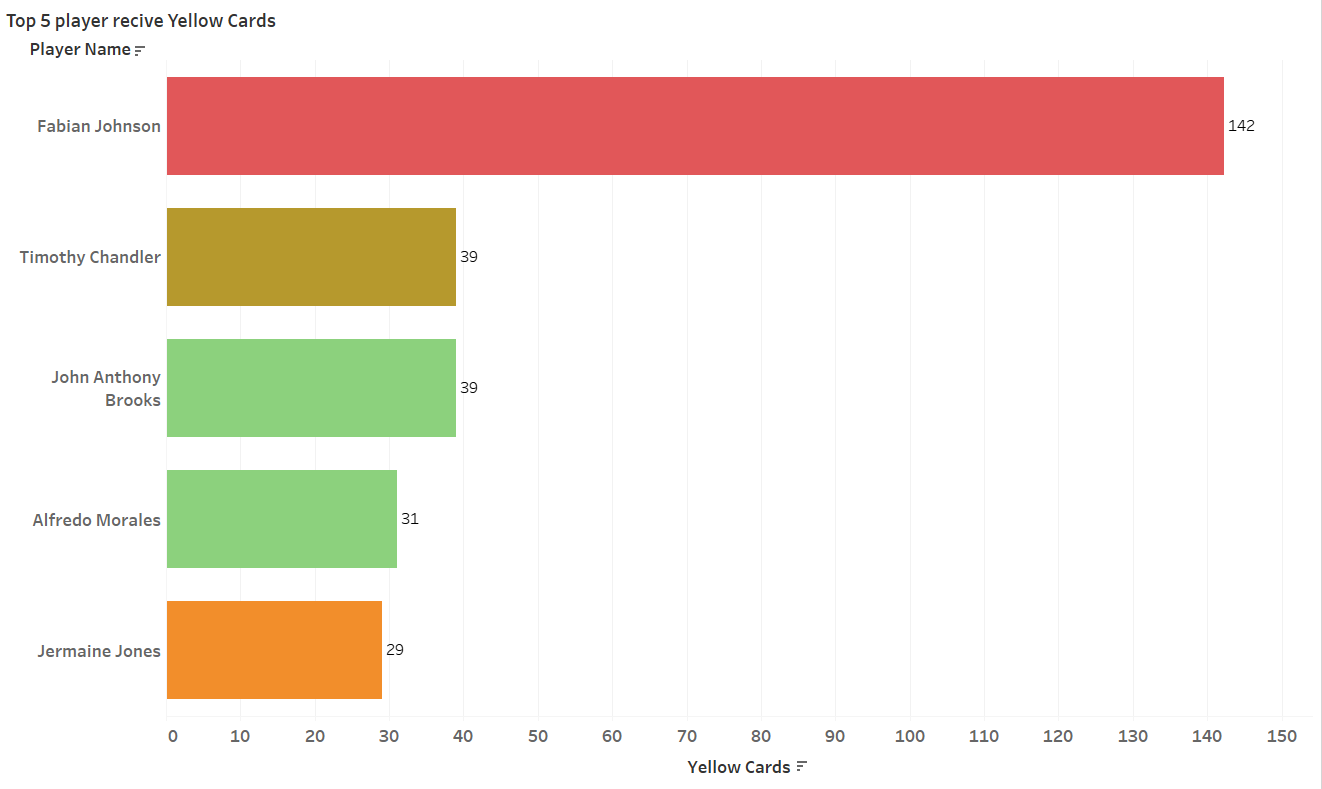 Top 5 player recive Yellow Cards
Player Name
Fabian Johnson
142
Timothy Chandler
39
John Anthony
Brooks
39
Alfredo Morales
31
Jermaine Jones
29
0 10 20 30 40 50 60 70 80 90 100 110 120 130 140 150
Yellow Cards